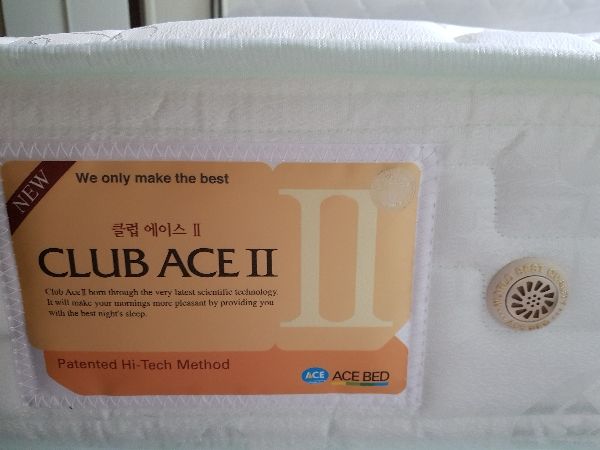 NEW
We only make the best
클럽 에이스 Ⅱ
CLUB ACE Ⅱ
Club Ace Ⅱ born through the very latest scientific technology.
It will make your mornings more pleasant by providing you
with the best night's sleep.
Ⅱ
Patented Hi-Tech Method
ACE ACE BED